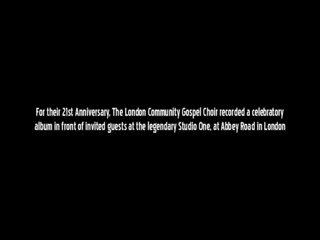 For their 21st Anniversary, The London Community Gospel Choir recorded a celebratory
album in front of invited guests at the legendary Studio One, at Abbey Road in London